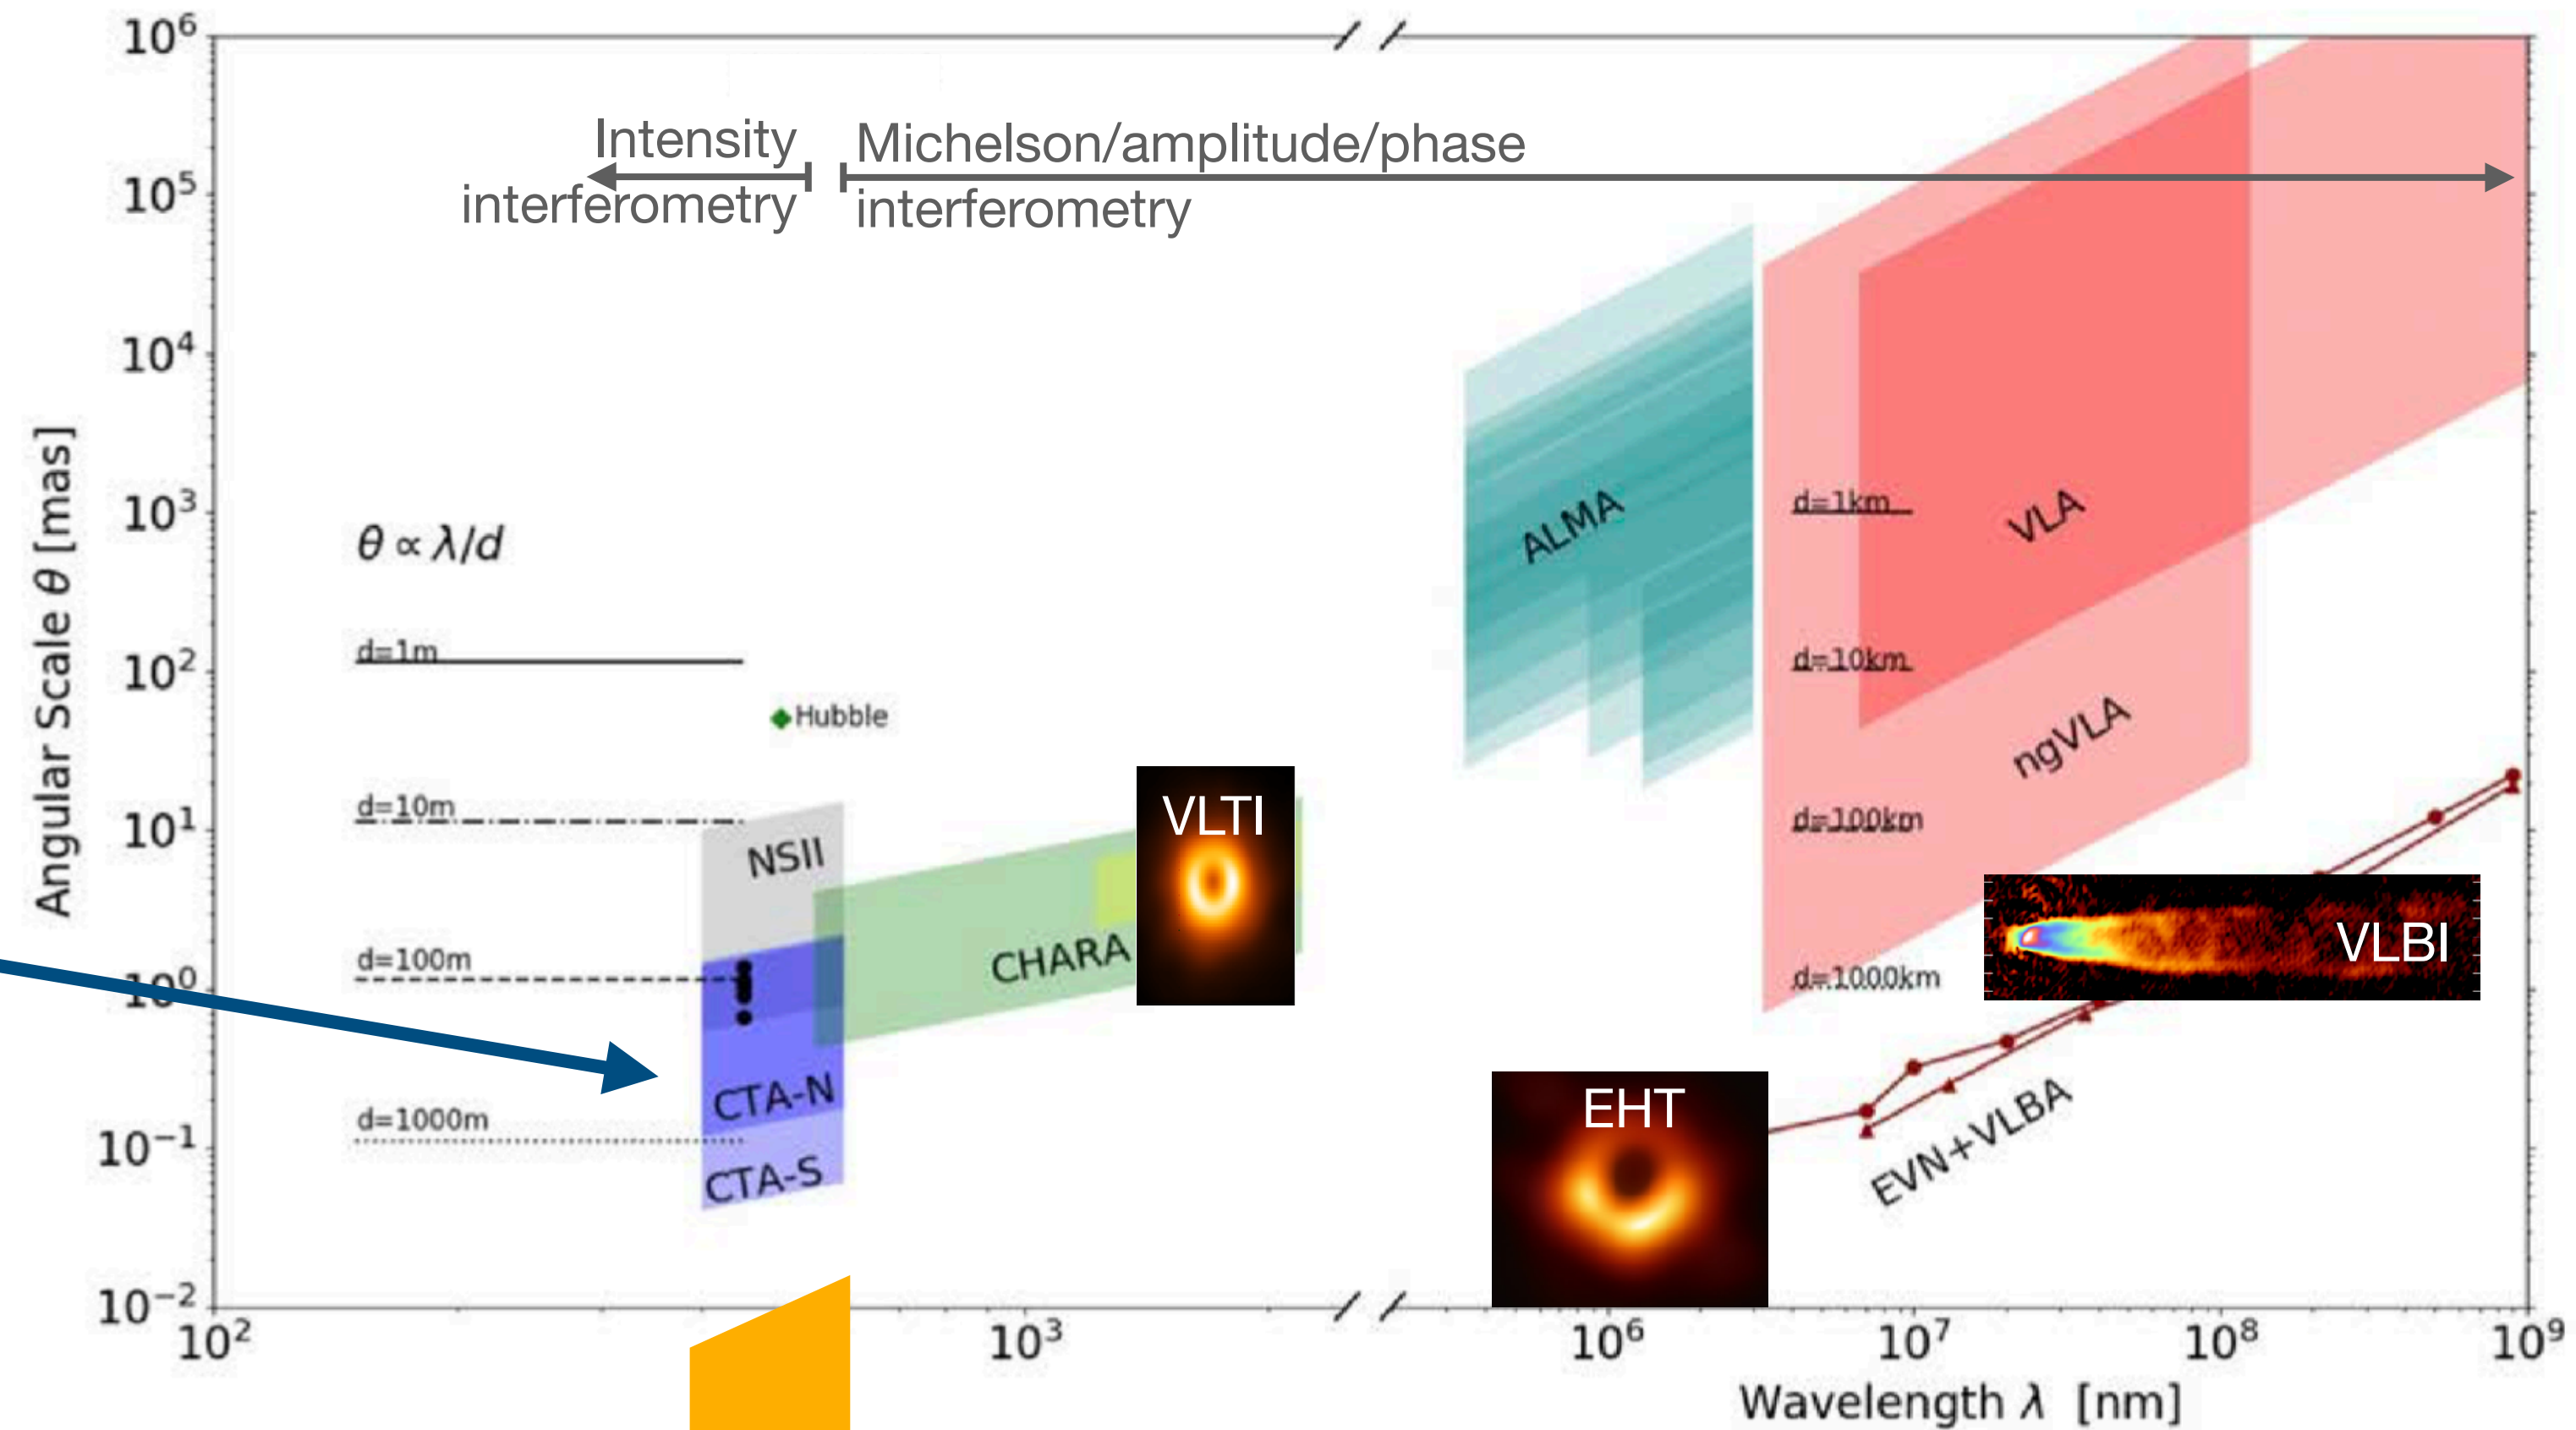 10⁶
10⁵
10⁴
10³
10²
10¹
10⁰
10⁻¹
10⁻²
Angular Scale θ [mas]
Intensity
interferometry
Michelson/amplitude/phase
interferometry
θ ∝ λ/d
d=1m
Hubble
d=10m
NSII
d=100m
CHARA
VLTI
CTA-N
d=1000m
CTA-S
ALMA
d=1km
VLA
d=10km
ngVLA
d=100km
VLBI
d=1000km
EHT
EVN+VLBA
10²
10³
10⁶
10⁷
10⁸
10⁹
Wavelength λ [nm]